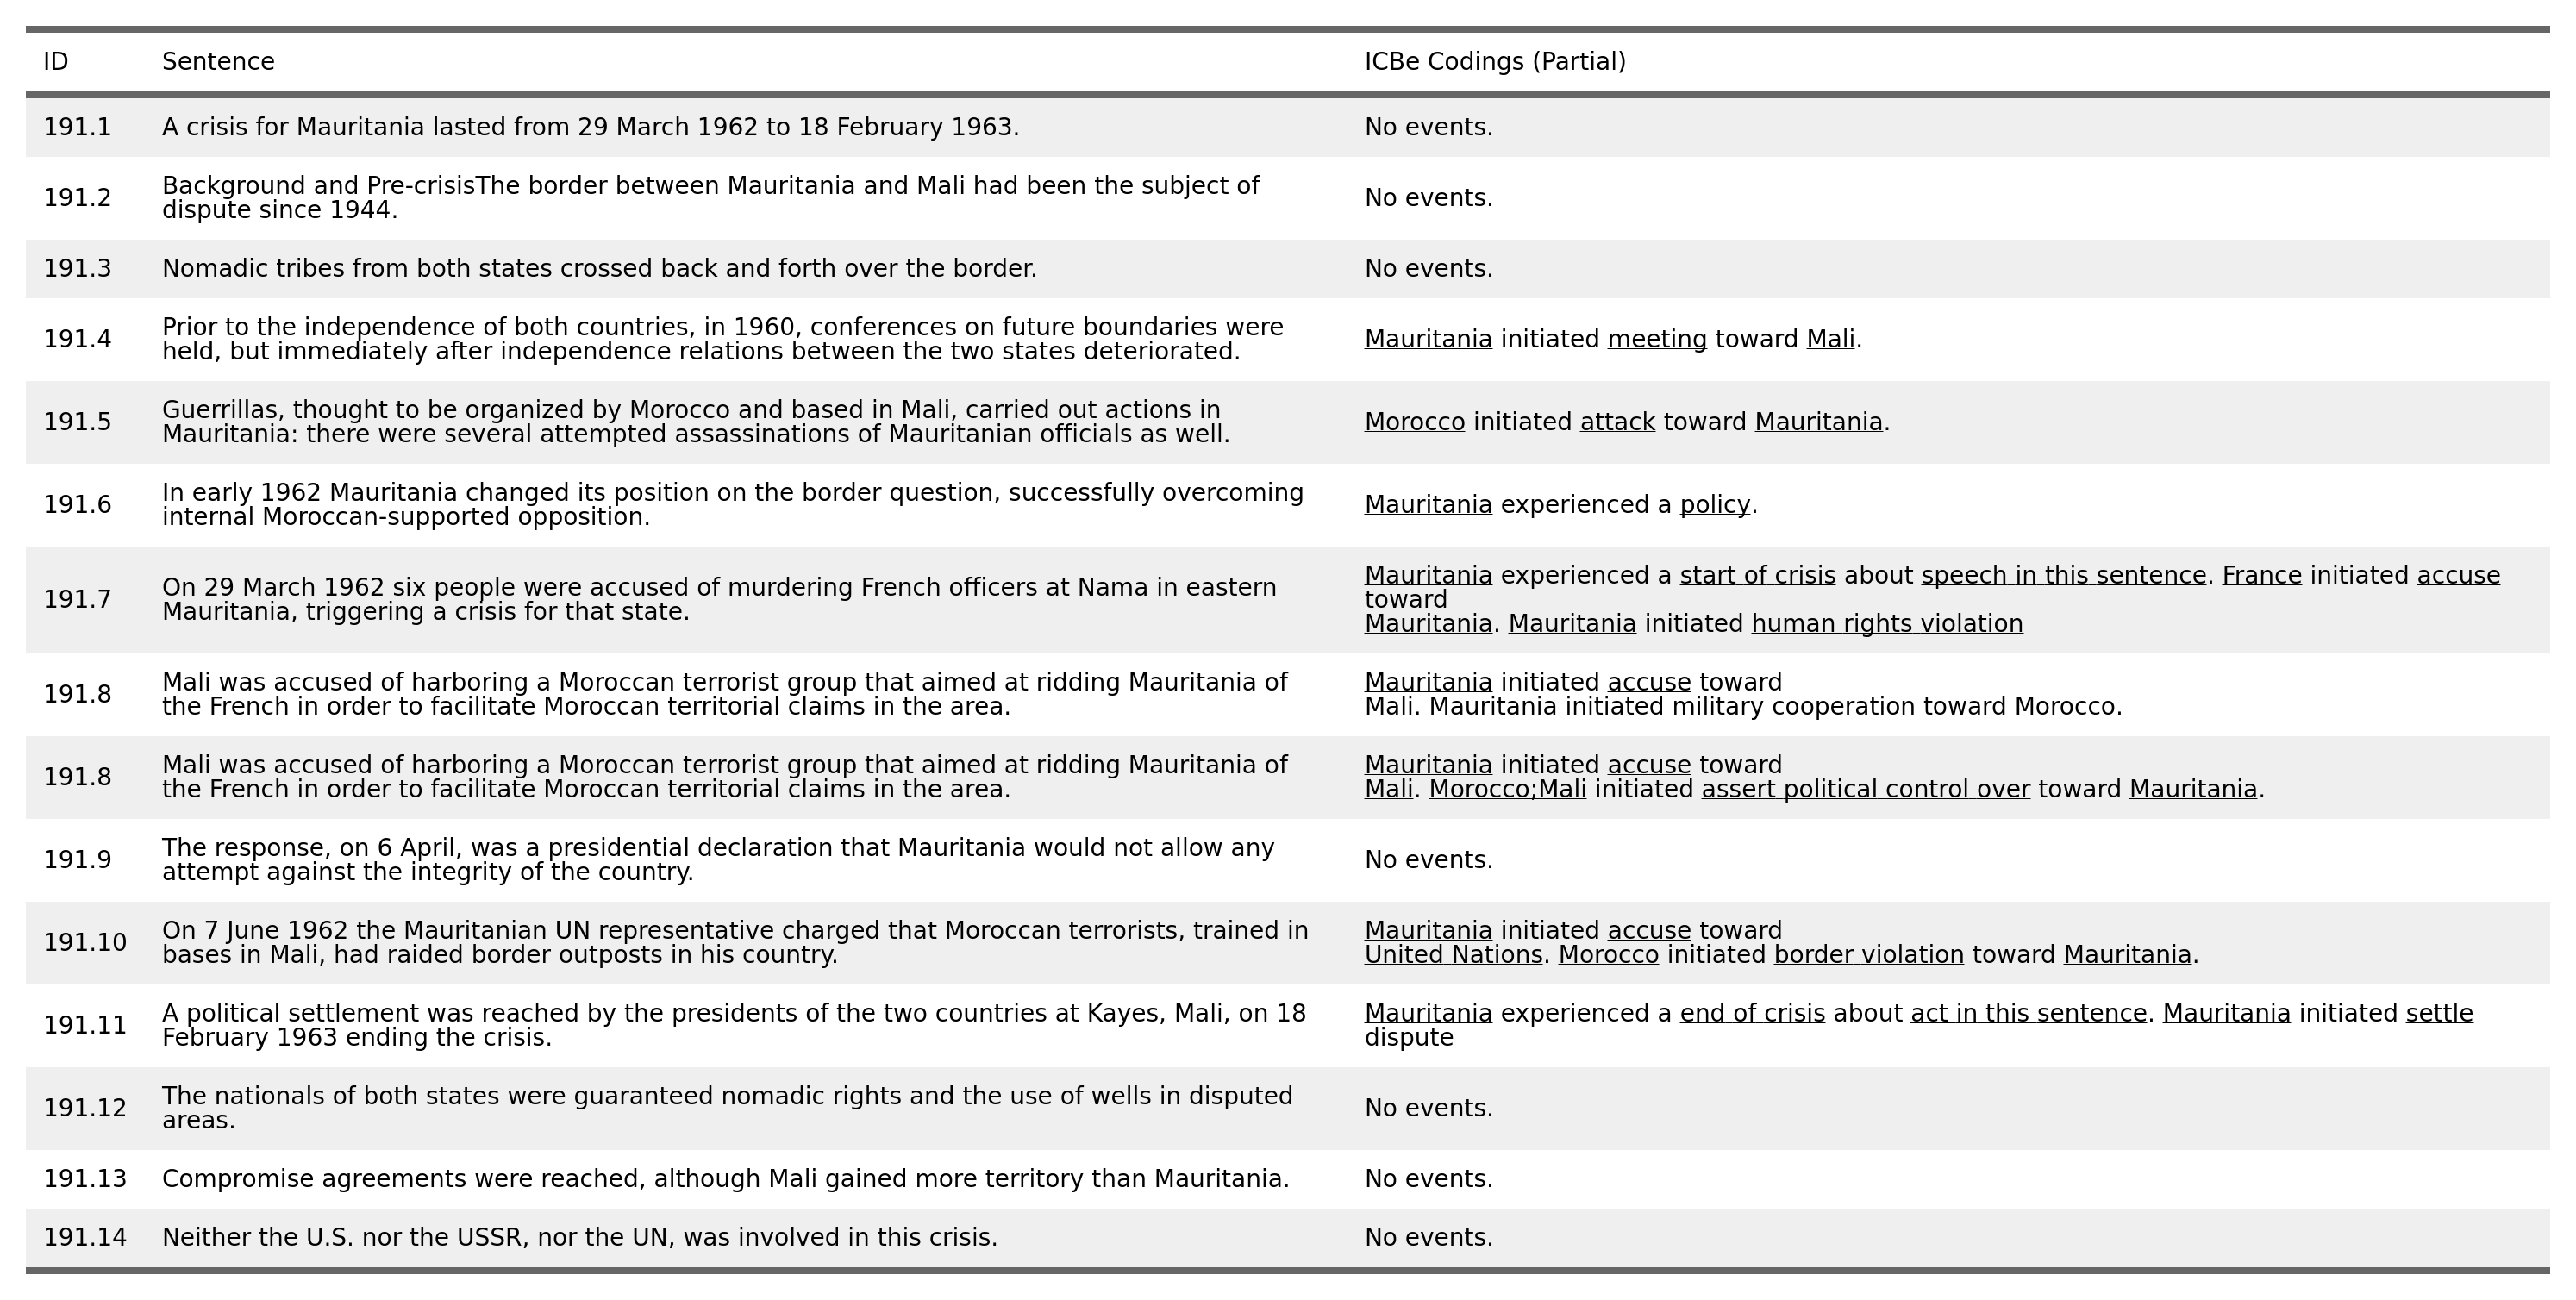 ID Sentence ICBe Codings (Partial)
191.1 A crisis for Mauritania lasted from 29 March 1962 to 18 February 1963. No events.
191.2 Background and Pre-crisisThe border between Mauritania and Mali had been the subject of
dispute since 1944. No events.
191.3 Nomadic tribes from both states crossed back and forth over the border. No events.
191.4 Prior to the independence of both countries, in 1960, conferences on future boundaries were
held, but immediately after independence relations between the two states deteriorated. Mauritania initiated meeting toward Mali.
191.5 Guerrillas, thought to be organized by Morocco and based in Mali, carried out actions in
Mauritania: there were several attempted assassinations of Mauritanian officials as well. Morocco initiated attack toward Mauritania.
191.6 In early 1962 Mauritania changed its position on the border question, successfully overcoming
internal Moroccan-supported opposition. Mauritania experienced a policy.
191.7 On 29 March 1962 six people were accused of murdering French officers at Nama in eastern
Mauritania, triggering a crisis for that state.
Mauritania experienced a start of crisis about speech in this sentence. France initiated accuse
toward
Mauritania. Mauritania initiated human rights violation
191.8 Mali was accused of harboring a Moroccan terrorist group that aimed at ridding Mauritania of
the French in order to facilitate Moroccan territorial claims in the area.
Mauritania initiated accuse toward
Mali. Mauritania initiated military cooperation toward Morocco.
191.8 Mali was accused of harboring a Moroccan terrorist group that aimed at ridding Mauritania of
the French in order to facilitate Moroccan territorial claims in the area.
Mauritania initiated accuse toward
Mali. Morocco;Mali initiated assert political control over toward Mauritania.
191.9 The response, on 6 April, was a presidential declaration that Mauritania would not allow any
attempt against the integrity of the country. No events.
191.10 On 7 June 1962 the Mauritanian UN representative charged that Moroccan terrorists, trained in
bases in Mali, had raided border outposts in his country.
Mauritania initiated accuse toward
United Nations. Morocco initiated border violation toward Mauritania.
191.11 A political settlement was reached by the presidents of the two countries at Kayes, Mali, on 18
February 1963 ending the crisis.
Mauritania experienced a end of crisis about act in this sentence. Mauritania initiated settle
dispute
191.12 The nationals of both states were guaranteed nomadic rights and the use of wells in disputed
areas. No events.
191.13 Compromise agreements were reached, although Mali gained more territory than Mauritania. No events.
191.14 Neither the U.S. nor the USSR, nor the UN, was involved in this crisis. No events.